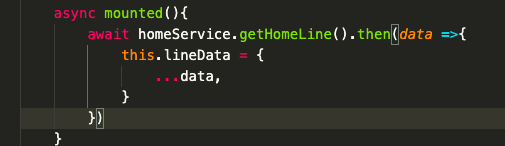 async mounted(){
await homeService.getHomeLine().then(data =>{
this.lineData = {
...data,
}
})
}